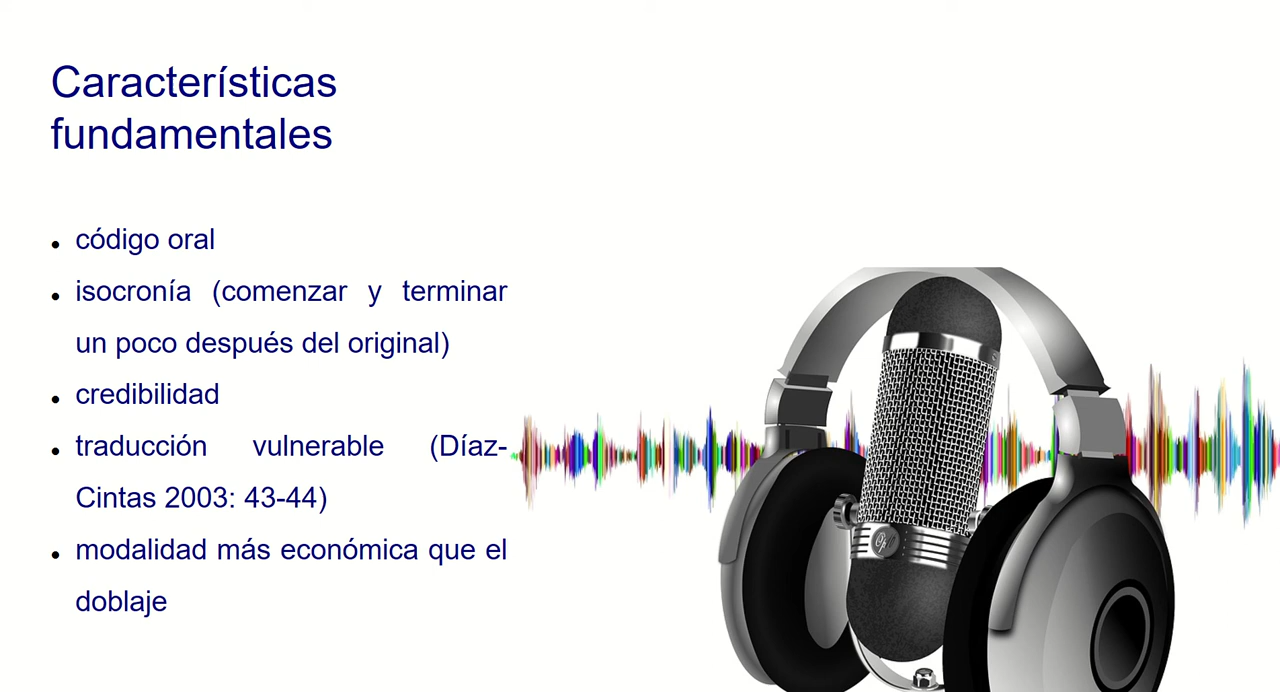 Características
fundamentales
código oral
isocronía (comenzar y terminar
un poco después del original)
credibilidad
traducción vulnerable (Díaz-
Cintas 2003: 43-44)
modalidad más económica que el
doblaje